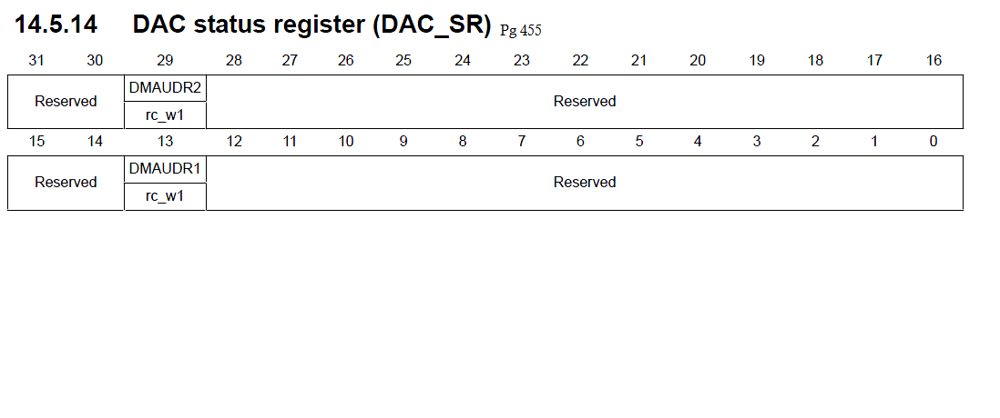 14.5.14 DAC status register (DAC_SR) Pg 455
31 30 29 28 27 26 25 24 23 22 21 20 19 18 17 16
Reserved DMAUDR2 Reserved
rc_w1
15 14 13 12 11 10 9 8 7 6 5 4 3 2 1 0
Reserved DMAUDR1 Reserved
rc_w1